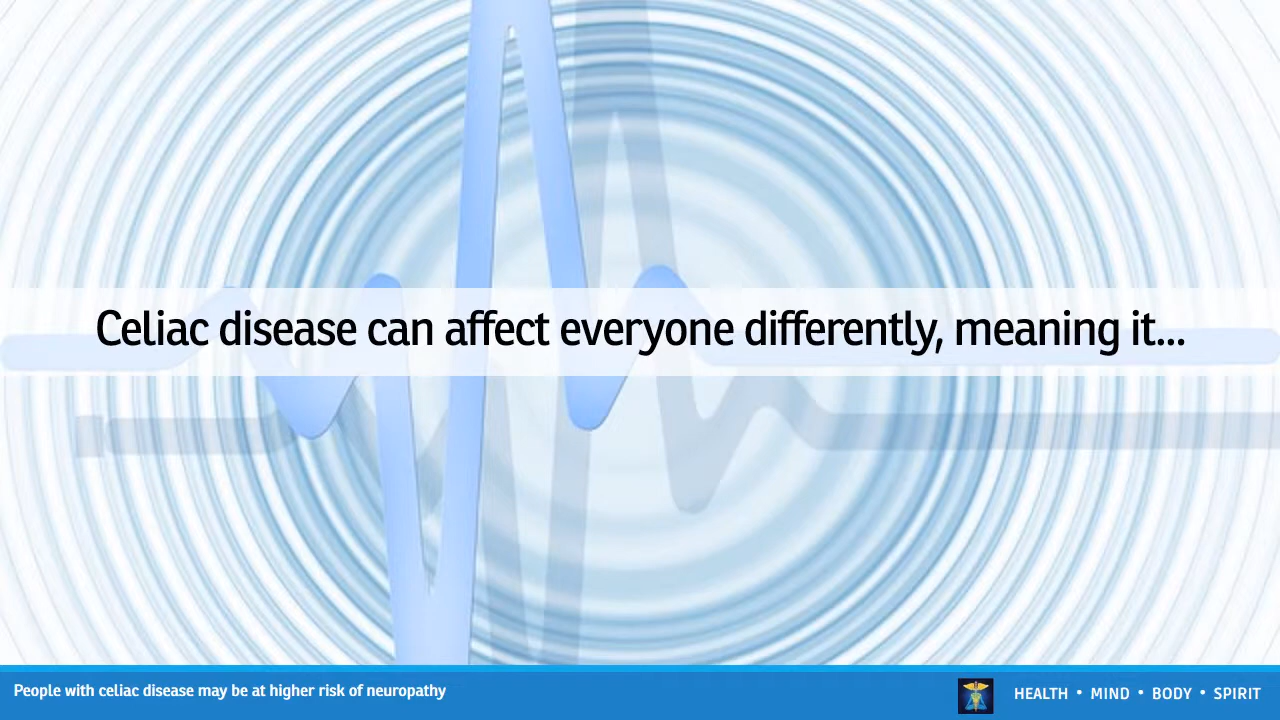 Celiac disease can affect everyone differently, meaning it...
People with celiac disease may be at higher risk of neuropathy
HEALTH • MIND • BODY • SPIRIT